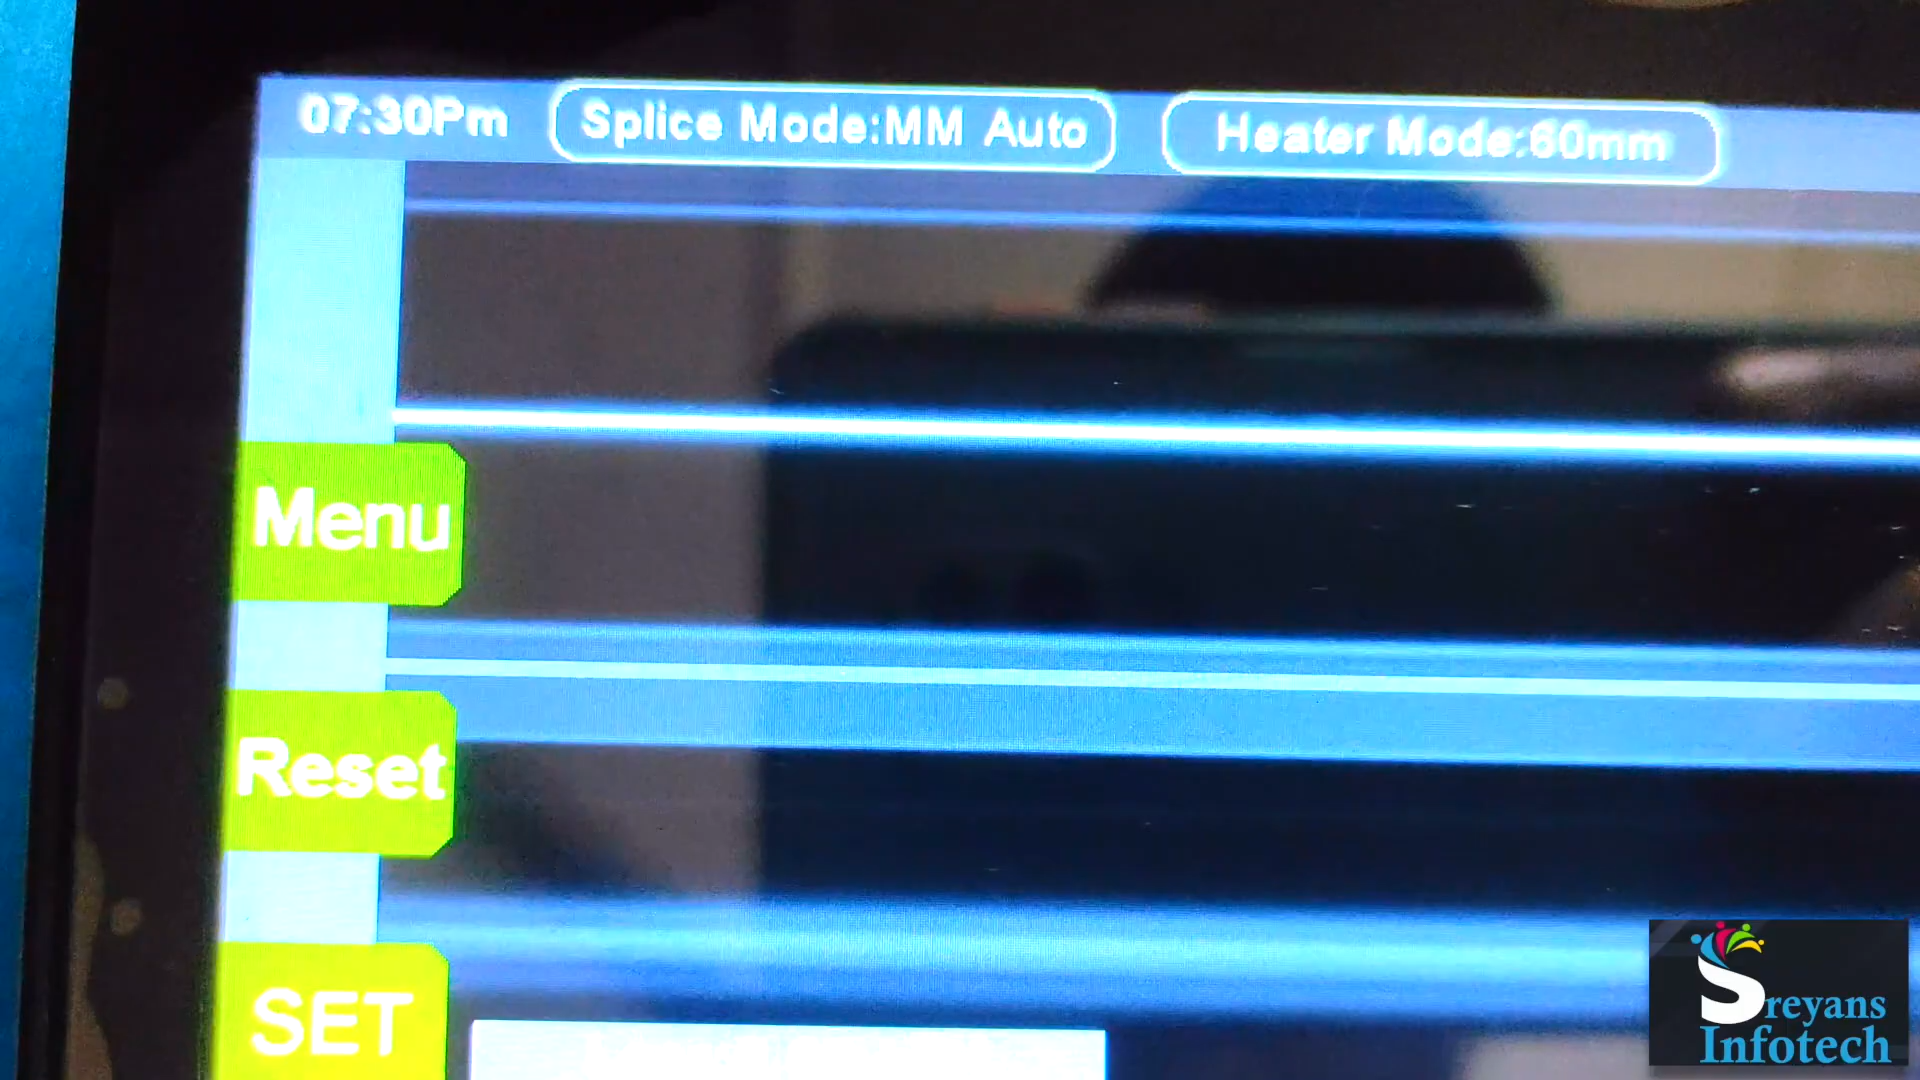 07:30Pm Splice Mode:MM Auto Heater Mode:60mm
Menu
Reset
SET
Sreyans
Infotech